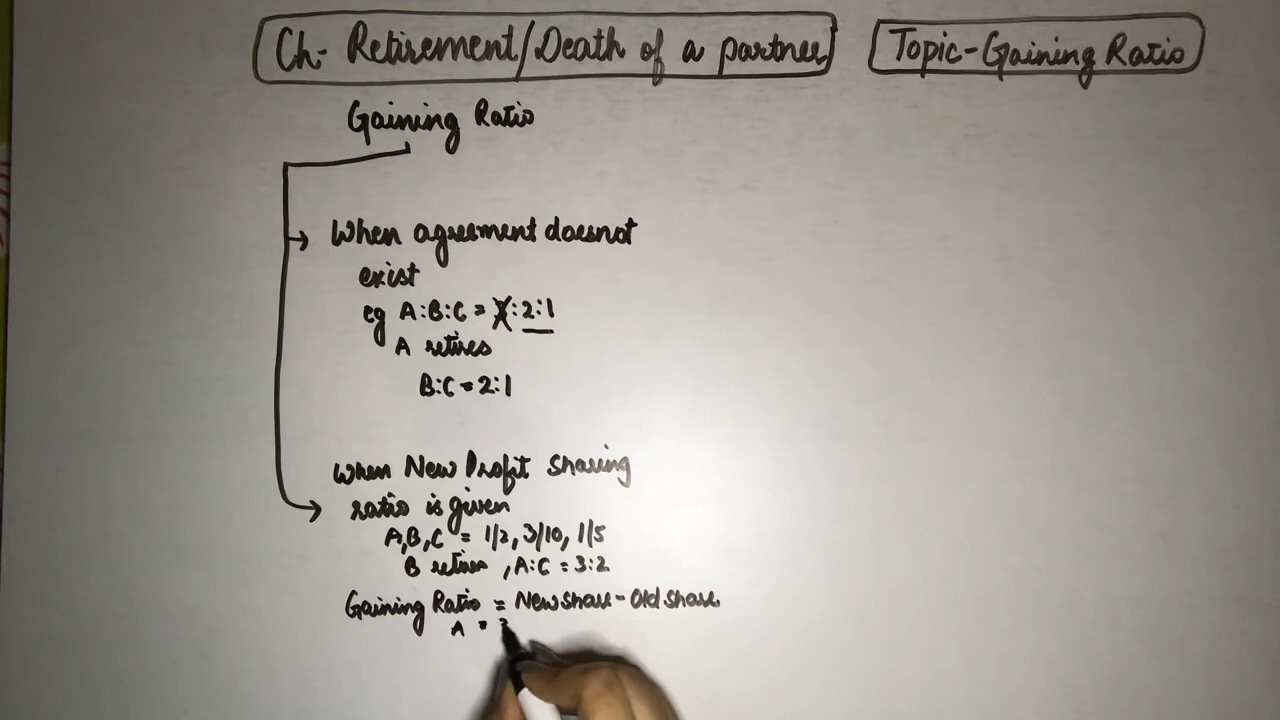 Ch- Retirement/Death of a partner
Topic-Gaining Ratio
Gaining Ratio
When agreement doesnot
exist
eg A:B:C = :2:1
A retires
B:C = 2:1
When New Profit sharing
ratio is given
A,B,C = 1/2, 3/10, 1/5
B retires, A:C = 3:2
Gaining Ratio = New share - Old share
A =